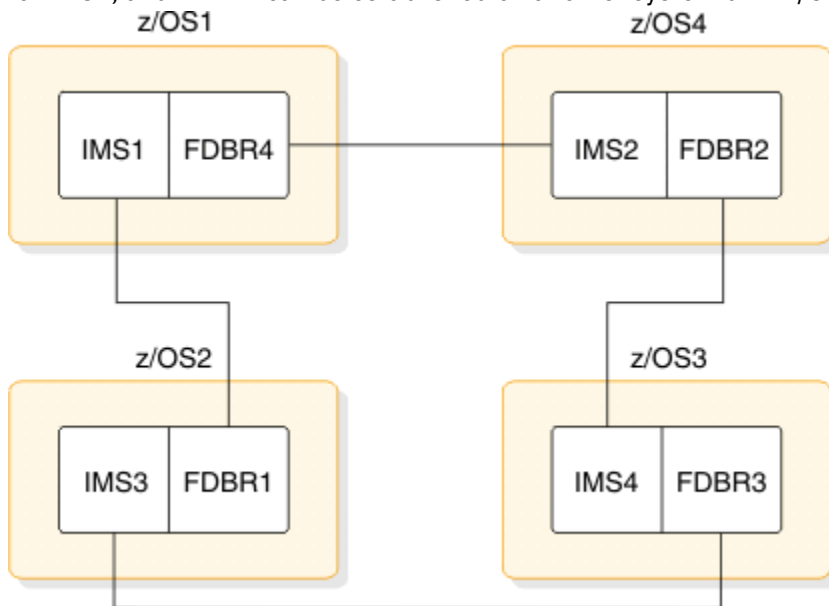 z/OS1
z/OS4
IMS1 FDBR4
IMS2 FDBR2
z/OS2
z/OS3
IMS3 FDBR1
IMS4 FDBR3